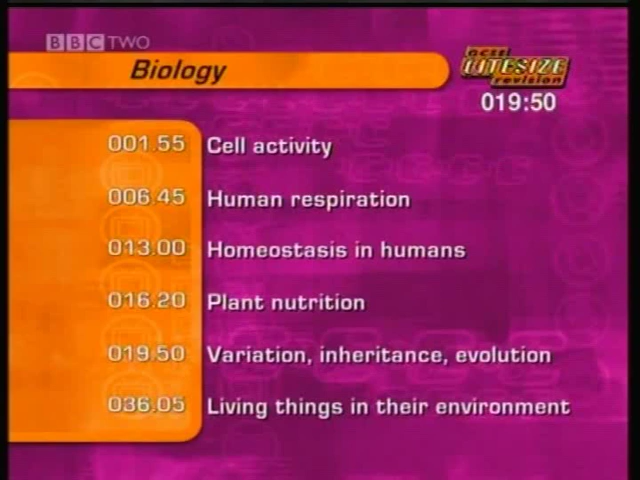 BBC TWO
Biology
GCSE
BITESIZE
revision
019:50
001.55 Cell activity
006.45 Human respiration
013.00 Homeostasis in humans
016.20 Plant nutrition
019.50 Variation, inheritance, evolution
036.05 Living things in their environment